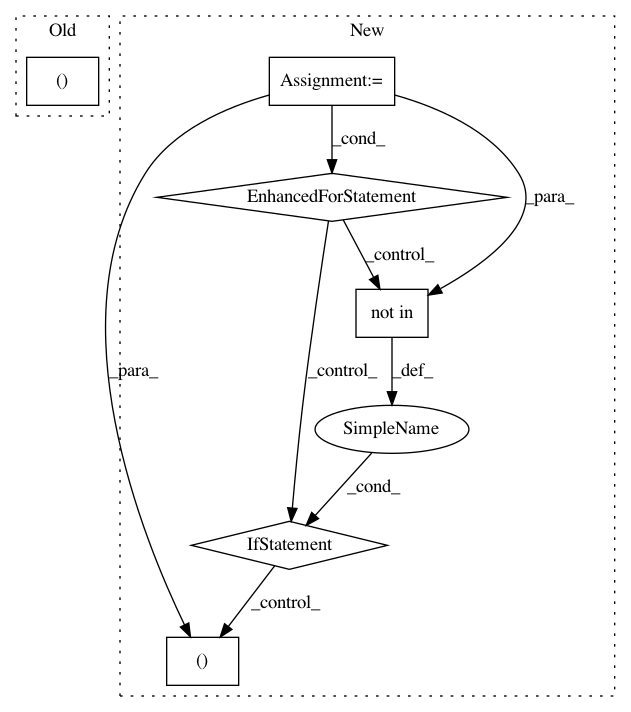 Old
New
()
Assignment:=
_cond_
EnhancedForStatement
_para_
_control_
not in
_para_
_control_
_def_
SimpleName
_cond_
IfStatement
_control_
()